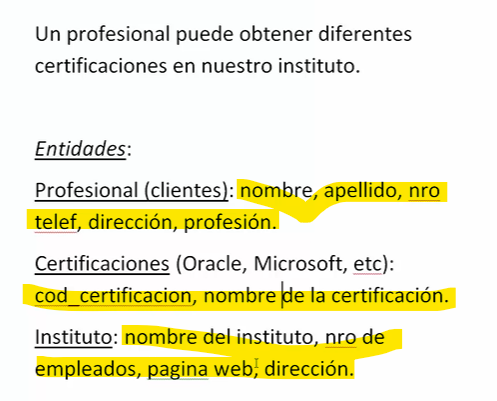 Un profesional puede obtener diferentes
certificaciones en nuestro instituto.
Entidades:
Profesional (clientes): nombre, apellido, nro
telef, dirección, profesión.
Certificaciones (Oracle, Microsoft, etc):
cod_certificacion, nombre de la certificación.
Instituto: nombre del instituto, nro de
empleados, pagina web, dirección.